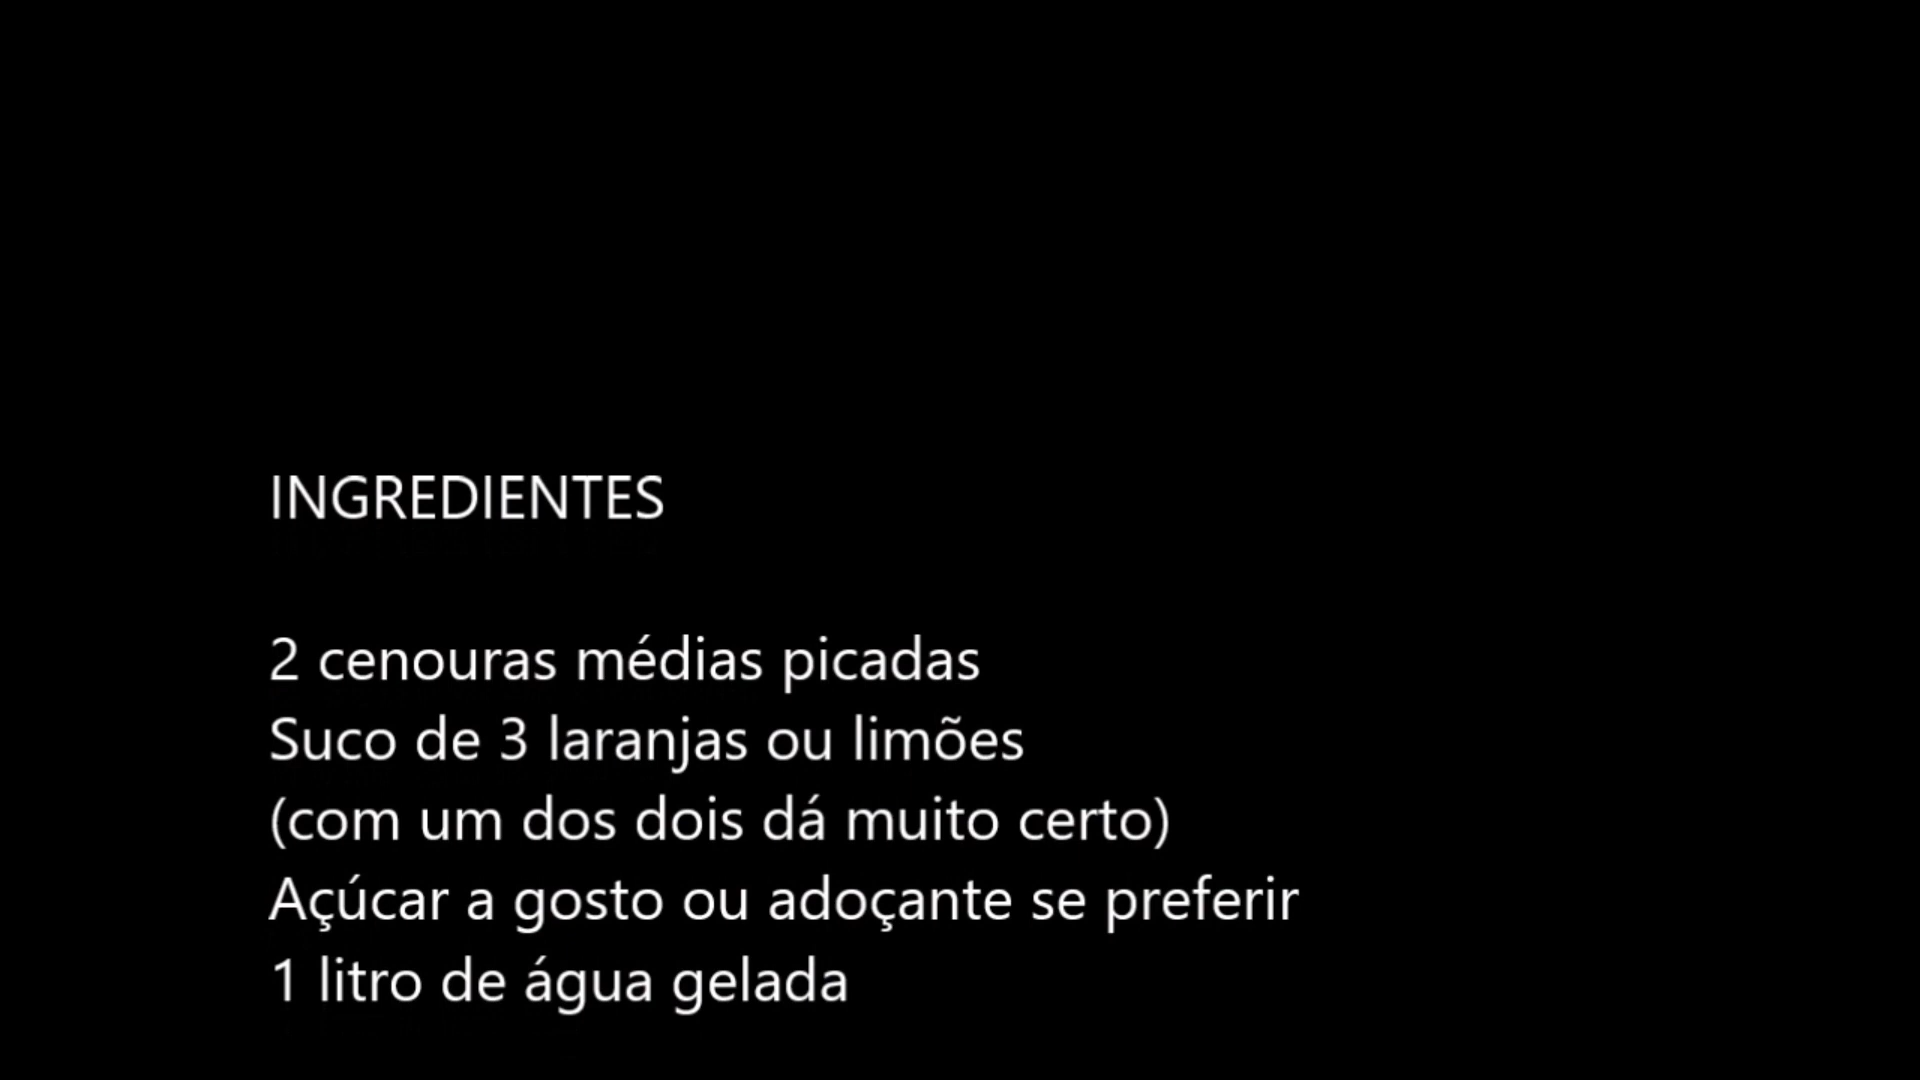 INGREDIENTES
2 cenouras médias picadas
Suco de 3 laranjas ou limões
(com um dos dois dá muito certo)
Açúcar a gosto ou adoçante se preferir
1 litro de água gelada